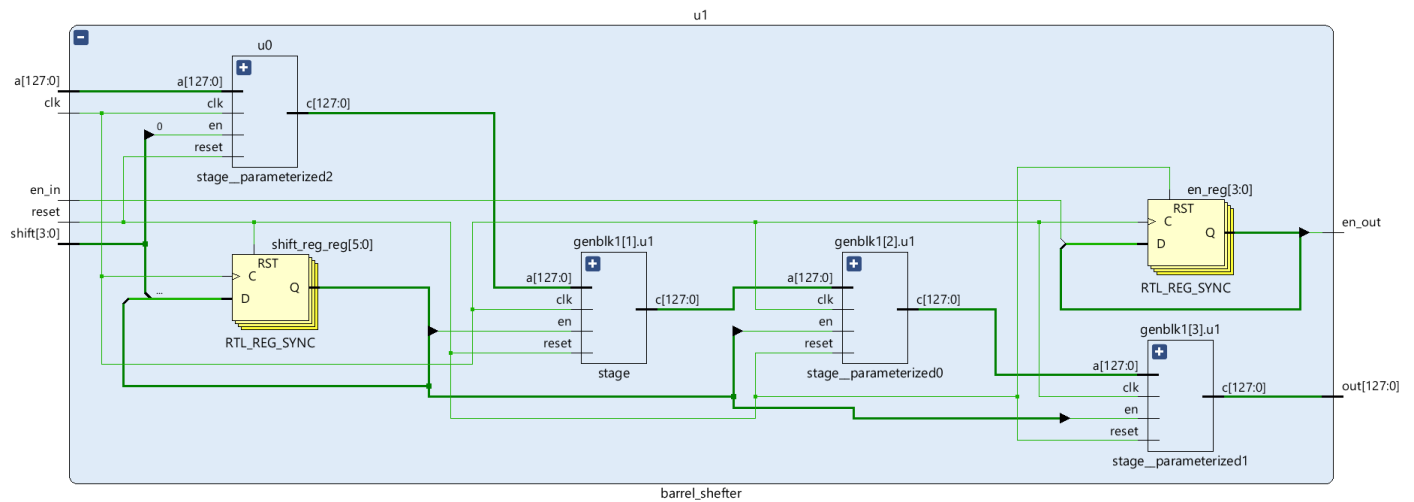 u1
u0
a[127:0]
clk
en_in
reset
shift[3:0]
a[127:0]
clk
0
en
reset
c[127:0]
stage__parameterized2
shift_reg_reg[5:0]
RST
C
D
Q
...
RTL_REG_SYNC
genblk1[1].u1
a[127:0]
clk
en
reset
c[127:0]
stage
genblk1[2].u1
a[127:0]
clk
en
reset
c[127:0]
stage__parameterized0
en_reg[3:0]
RST
C
D
Q
RTL_REG_SYNC
en_out
genblk1[3].u1
a[127:0]
clk
en
reset
c[127:0]
stage__parameterized1
out[127:0]
barrel_shefter